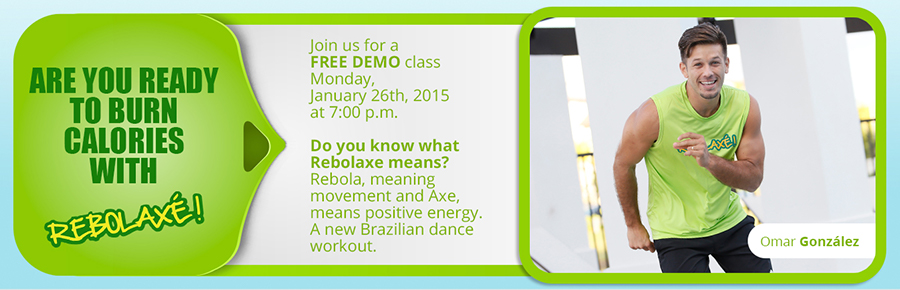 ARE YOU READY
TO BURN
CALORIES
WITH
REBOLAXÉ!
Join us for a
FREE DEMO class
Monday,
January 26th, 2015
at 7:00 p.m.
Do you know what
Rebolaxe means?
Rebola, meaning
movement and Axe,
means positive energy.
A new Brazilian dance
workout.
REBOLAXÉ!
Omar González